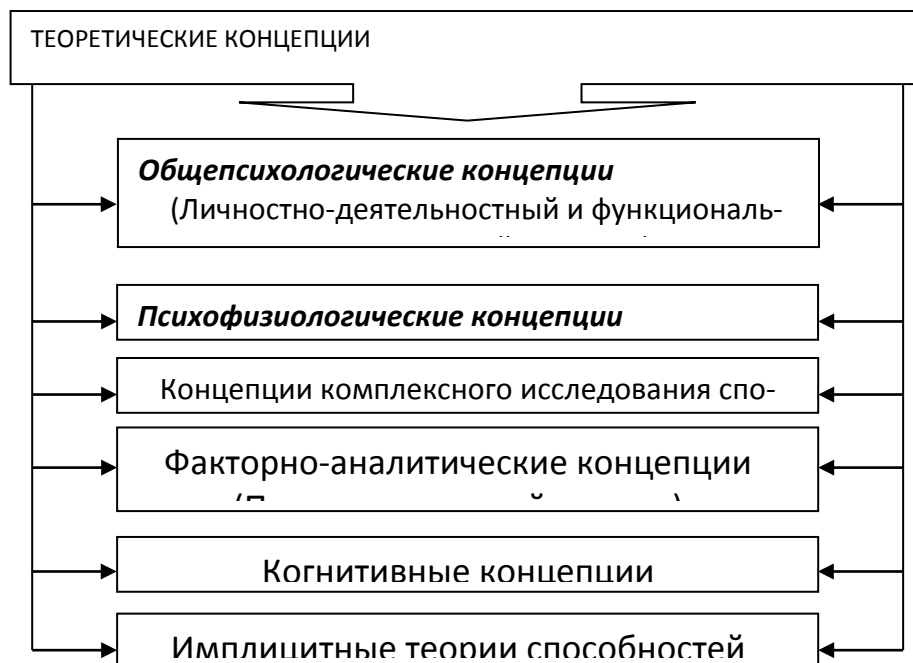 ТЕОРЕТИЧЕСКИЕ КОНЦЕПЦИИ
Общепсихологические концепции
(Личностно-деятельностный и функциональ-
Психофизиологические концепции
Концепции комплексного исследования спо-
Факторно-аналитические концепции
Когнитивные концепции
Имплицитные теории способностей